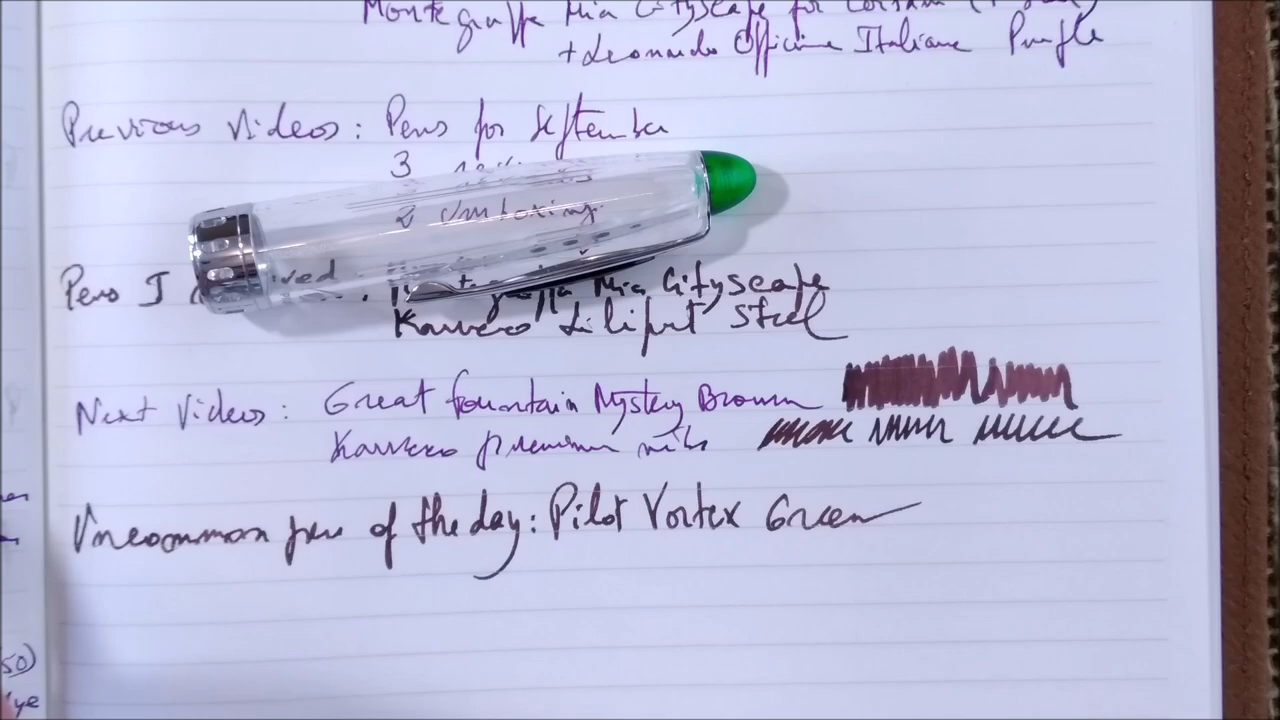 Montegrappa Mia Cityscape for
+ Leonardo Officina Italiana Purple
Previous Videos: Pens for September
3
2 Unboxing
Pens I
Montegrappa Mia Cityscape
Kaweco Liliput Steel
Next Videos: Great fountain Mystery Brown
Kaweco premium nibs
Uncommon pen of the day: Pilot Vortex Green
50)